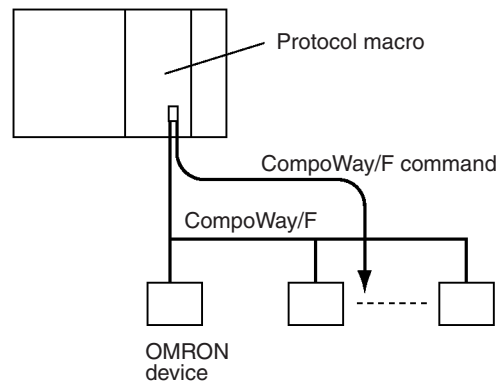 Protocol macro
CompoWay/F command
CompoWay/F
OMRON
device